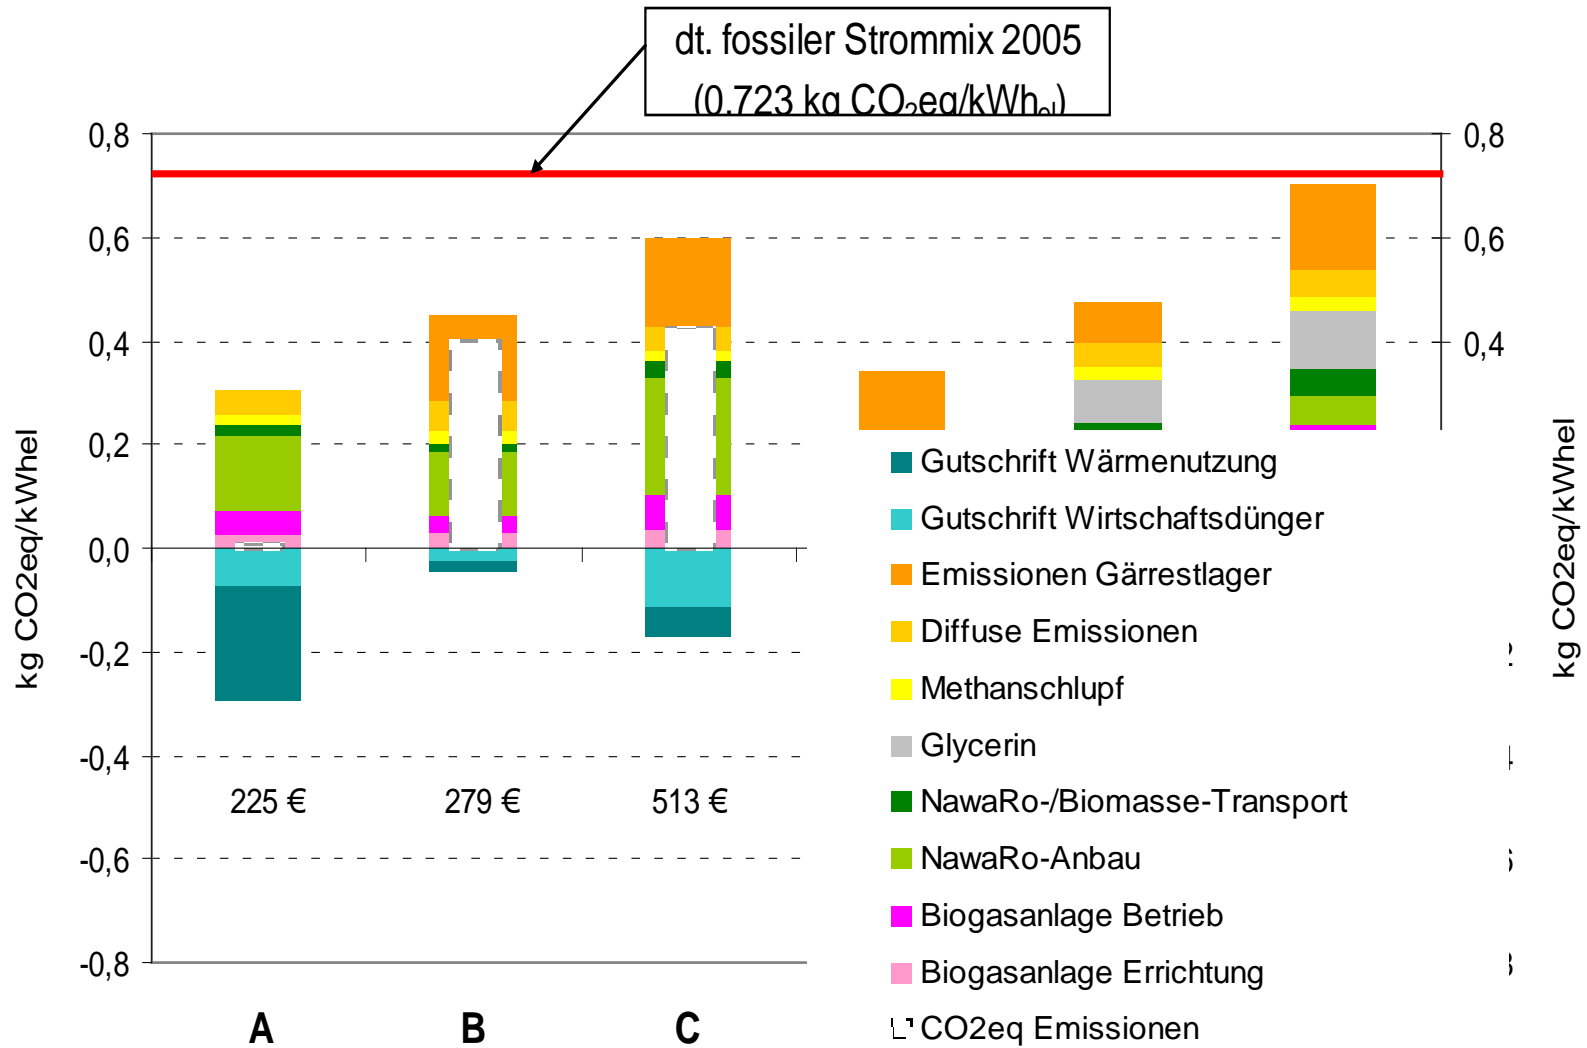 dt. fossiler Strommix 2005
(0,723 kg CO₂eq/kWhel)
0,8
0,6
0,4
0,2
0,0
-0,2
-0,4
-0,6
-0,8
kg CO2eq/kWhel
225 €
279 €
513 €
A
B
C
0,8
0,6
0,4
kg CO2eq/kWhel
Gutschrift Wärmenutzung
Gutschrift Wirtschaftsdünger
Emissionen Gärrestlager
Diffuse Emissionen
Methanschlupf
Glycerin
NawaRo-/Biomasse-Transport
NawaRo-Anbau
Biogasanlage Betrieb
Biogasanlage Errichtung
CO2eq Emissionen